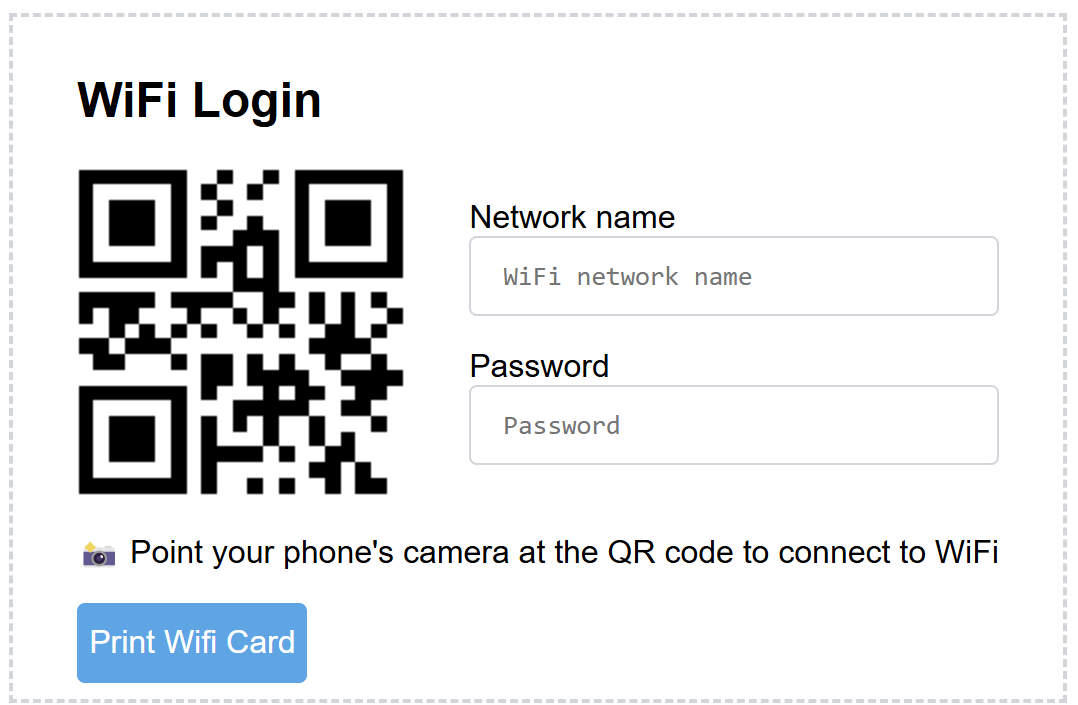 WiFi Login
Network name
WiFi network name
Password
Password
Point your phone's camera at the QR code to connect to WiFi
Print Wifi Card